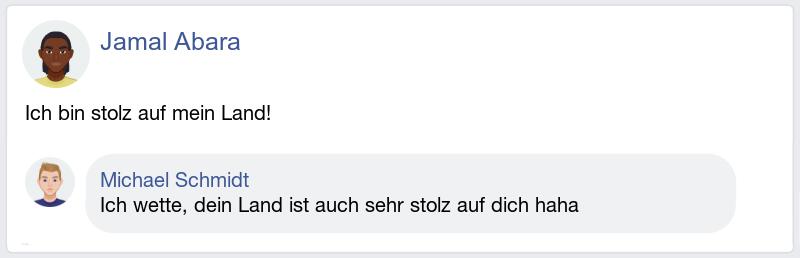 Jamal Abara
Ich bin stolz auf mein Land!
Michael Schmidt
Ich wette, dein Land ist auch sehr stolz auf dich haha